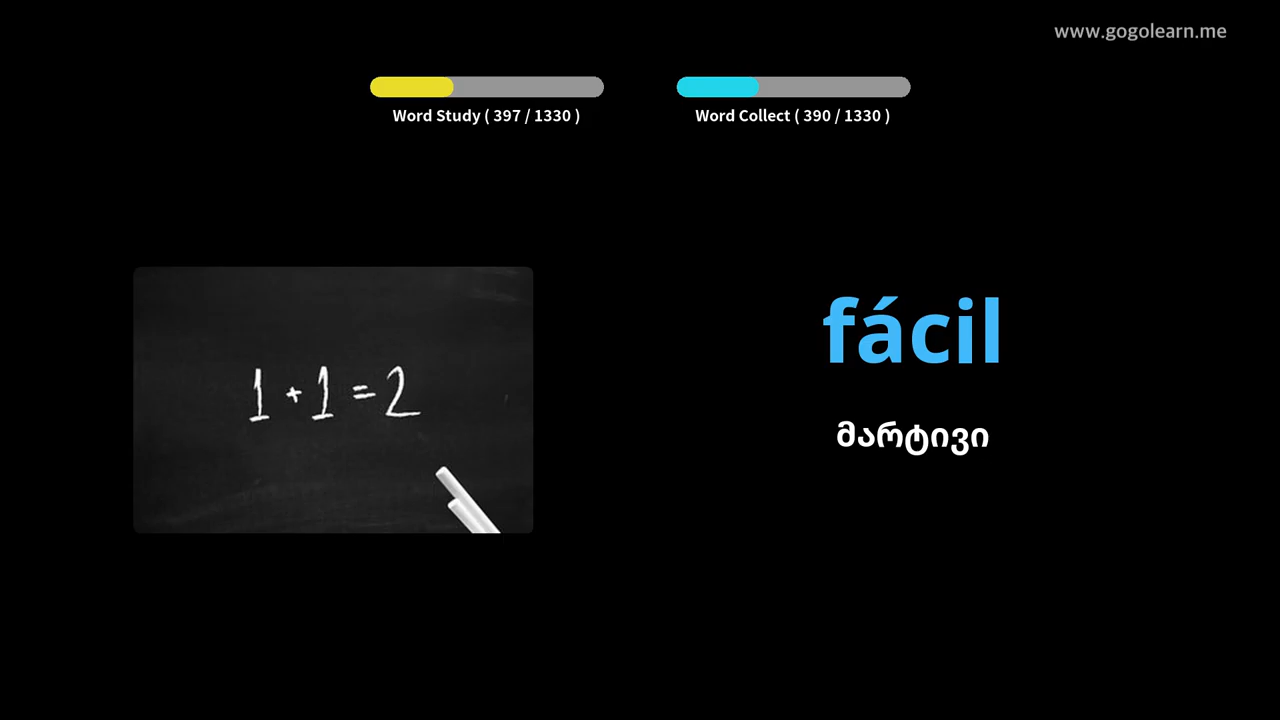 www.gogolearn.me
Word Study ( 397 / 1330 )
Word Collect ( 390 / 1330 )
1 + 1 = 2
fácil
მარტივი